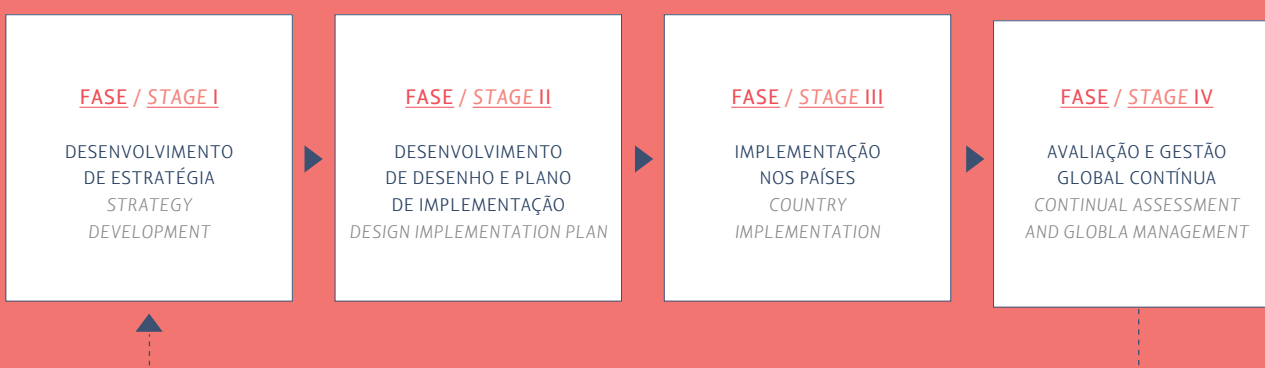 FASE / STAGE I
DESENVOLVIMENTO
DE ESTRATÉGIA
STRATEGY
DEVELOPMENT
FASE / STAGE II
DESENVOLVIMENTO
DE DESENHO E PLANO
DE IMPLEMENTAÇÃO
DESIGN IMPLEMENTATION PLAN
FASE / STAGE III
IMPLEMENTAÇÃO
NOS PAÍSES
COUNTRY
IMPLEMENTATION
FASE / STAGE IV
AVALIAÇÃO E GESTÃO
GLOBAL CONTÍNUA
CONTINUAL ASSESSMENT
AND GLOBLA MANAGEMENT